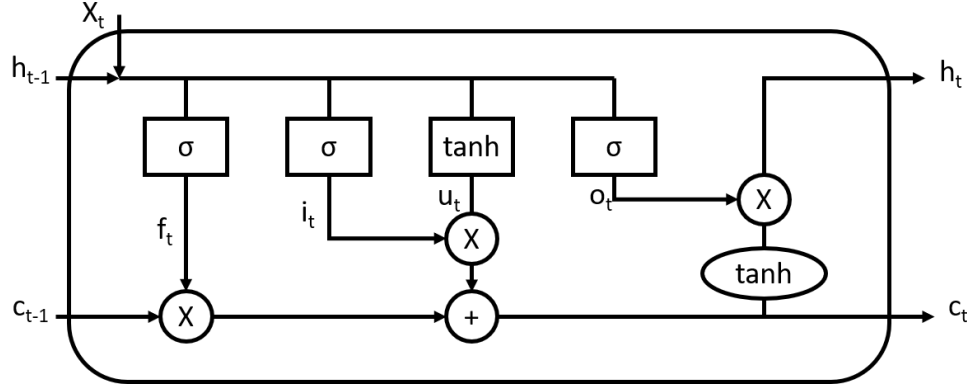 Xt
ht-1
ht
σ
σ
tanh
σ
ft
it
ut
ot
X
X
tanh
ct-1
X
+
ct